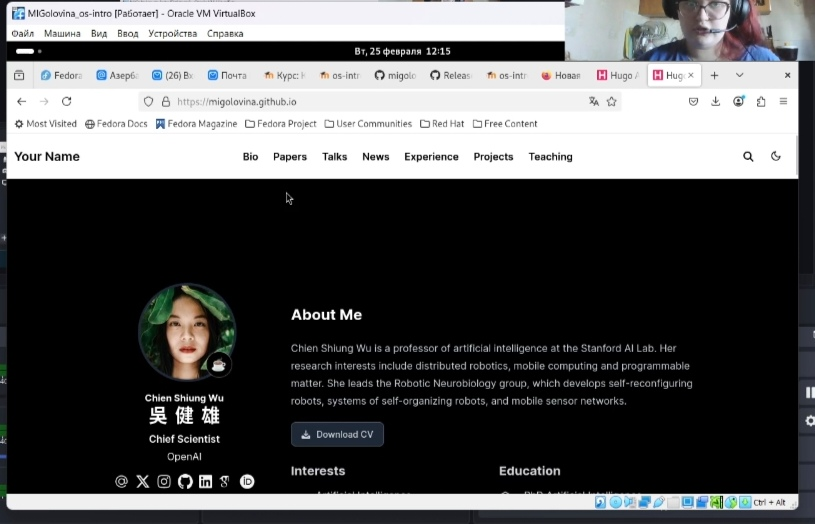 MIGolovina_os-intro [Работает] - Oracle VM VirtualBox
Файл Машина Вид Ввод Устройства Справка
Вт, 25 февраля 12:15
Fedora Азерб (26) Вх Почта Курс: os-intr migolo Releas os-intr Новая Hugo Hugo
https://migolovina.github.io
Most Visited Fedora Docs Fedora Magazine Fedora Project User Communities Red Hat Free Content
Your Name Bio Papers Talks News Experience Projects Teaching
About Me
Chien Shiung Wu is a professor of artificial intelligence at the Stanford AI Lab. Her
research interests include distributed robotics, mobile computing and programmable
matter. She leads the Robotic Neurobiology group, which develops self-reconfiguring
robots, systems of self-organizing robots, and mobile sensor networks.
Download CV
Chien Shiung Wu
吳健雄
Chief Scientist
OpenAI
Interests Education
Artificial Intelligence PhD Artificial Intelligence
Ctrl + Alt